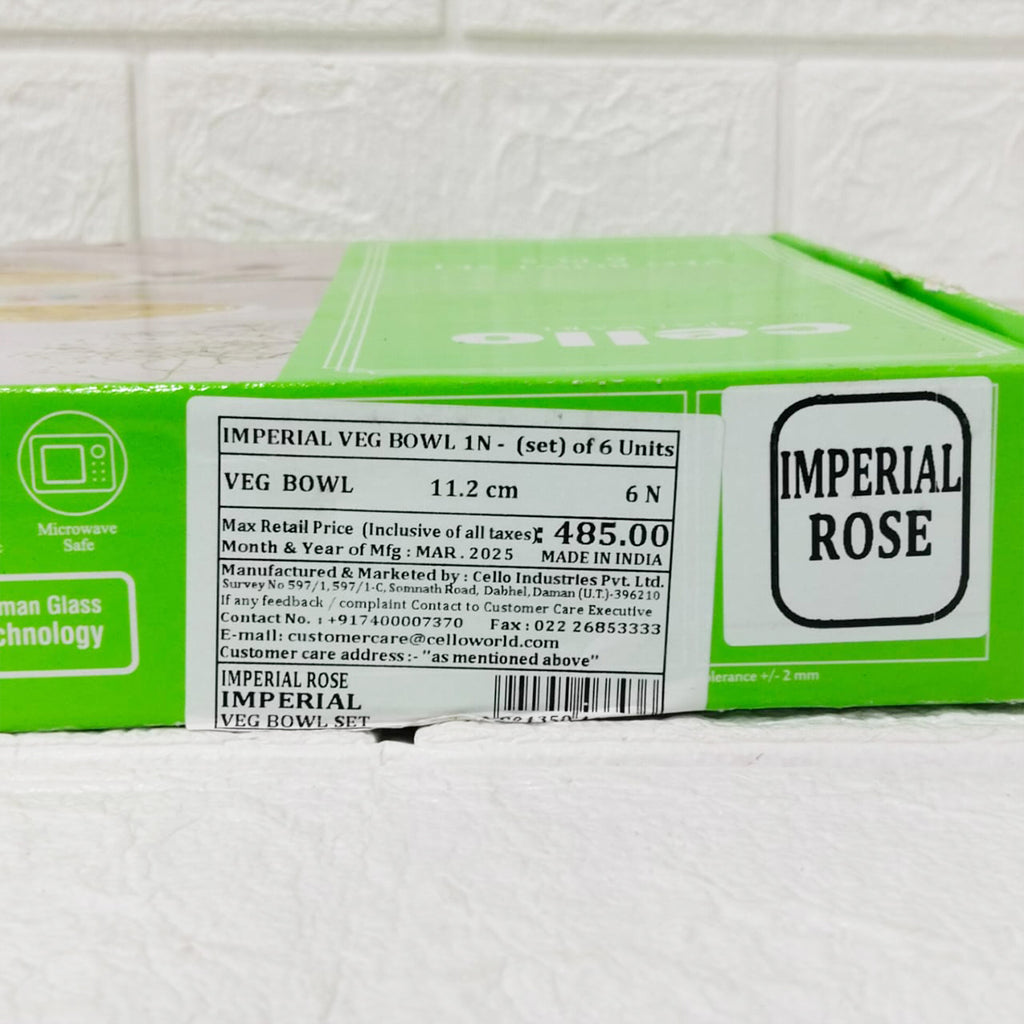 cello
Microwave
Safe
man Glass
chnology
IMPERIAL VEG BOWL 1N - (set) of 6 Units
VEG BOWL 11.2 cm 6 N
Max Retail Price (Inclusive of all taxes): 485.00
Month & Year of Mfg : MAR. 2025 MADE IN INDIA
Manufactured & Marketed by : Cello Industries Pvt. Ltd.
Survey No 597/1,597/1-C, Somnath Road, Dabhel, Daman (U.T.)-396210
If any feedback / complaint Contact to Customer Care Executive
Contact No. : +917400007370 Fax : 022 26853333
E-mail: customercare@celloworld.com
Customer care address :- "as mentioned above"
IMPERIAL ROSE
IMPERIAL
VEG BOWL SET
IMPERIAL
ROSE
lerance +/- 2 mm